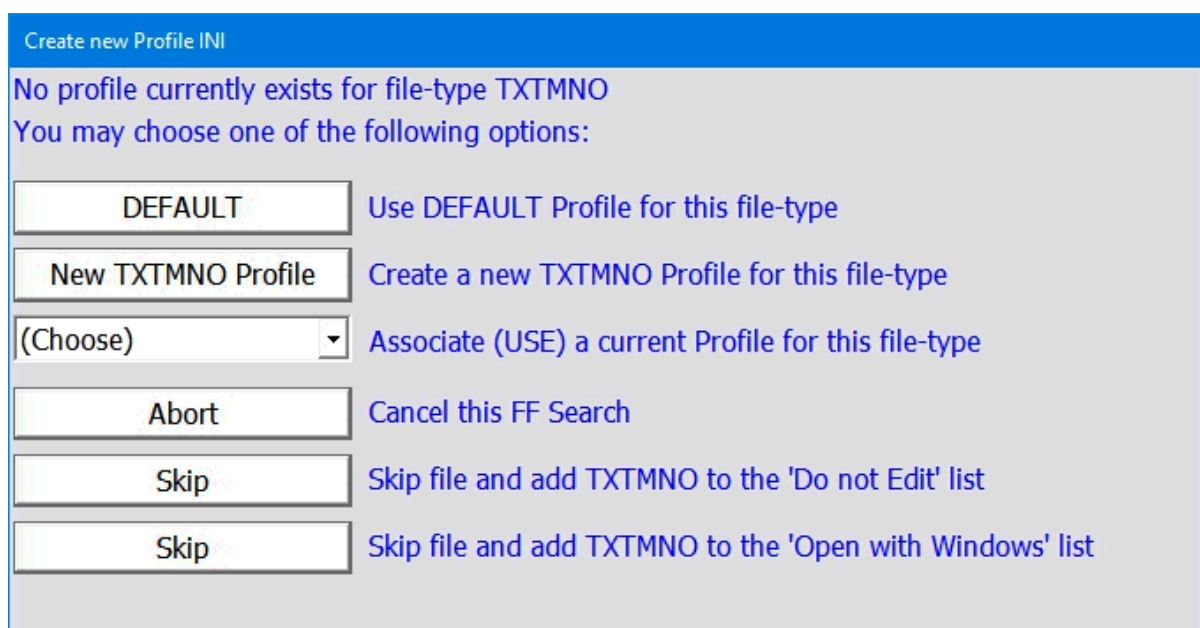 Create new Profile INI
No profile currently exists for file-type TXTMNO
You may choose one of the following options:
DEFAULT Use DEFAULT Profile for this file-type
New TXTMNO Profile Create a new TXTMNO Profile for this file-type
(Choose) Associate (USE) a current Profile for this file-type
Abort Cancel this FF Search
Skip Skip file and add TXTMNO to the 'Do not Edit' list
Skip Skip file and add TXTMNO to the 'Open with Windows' list